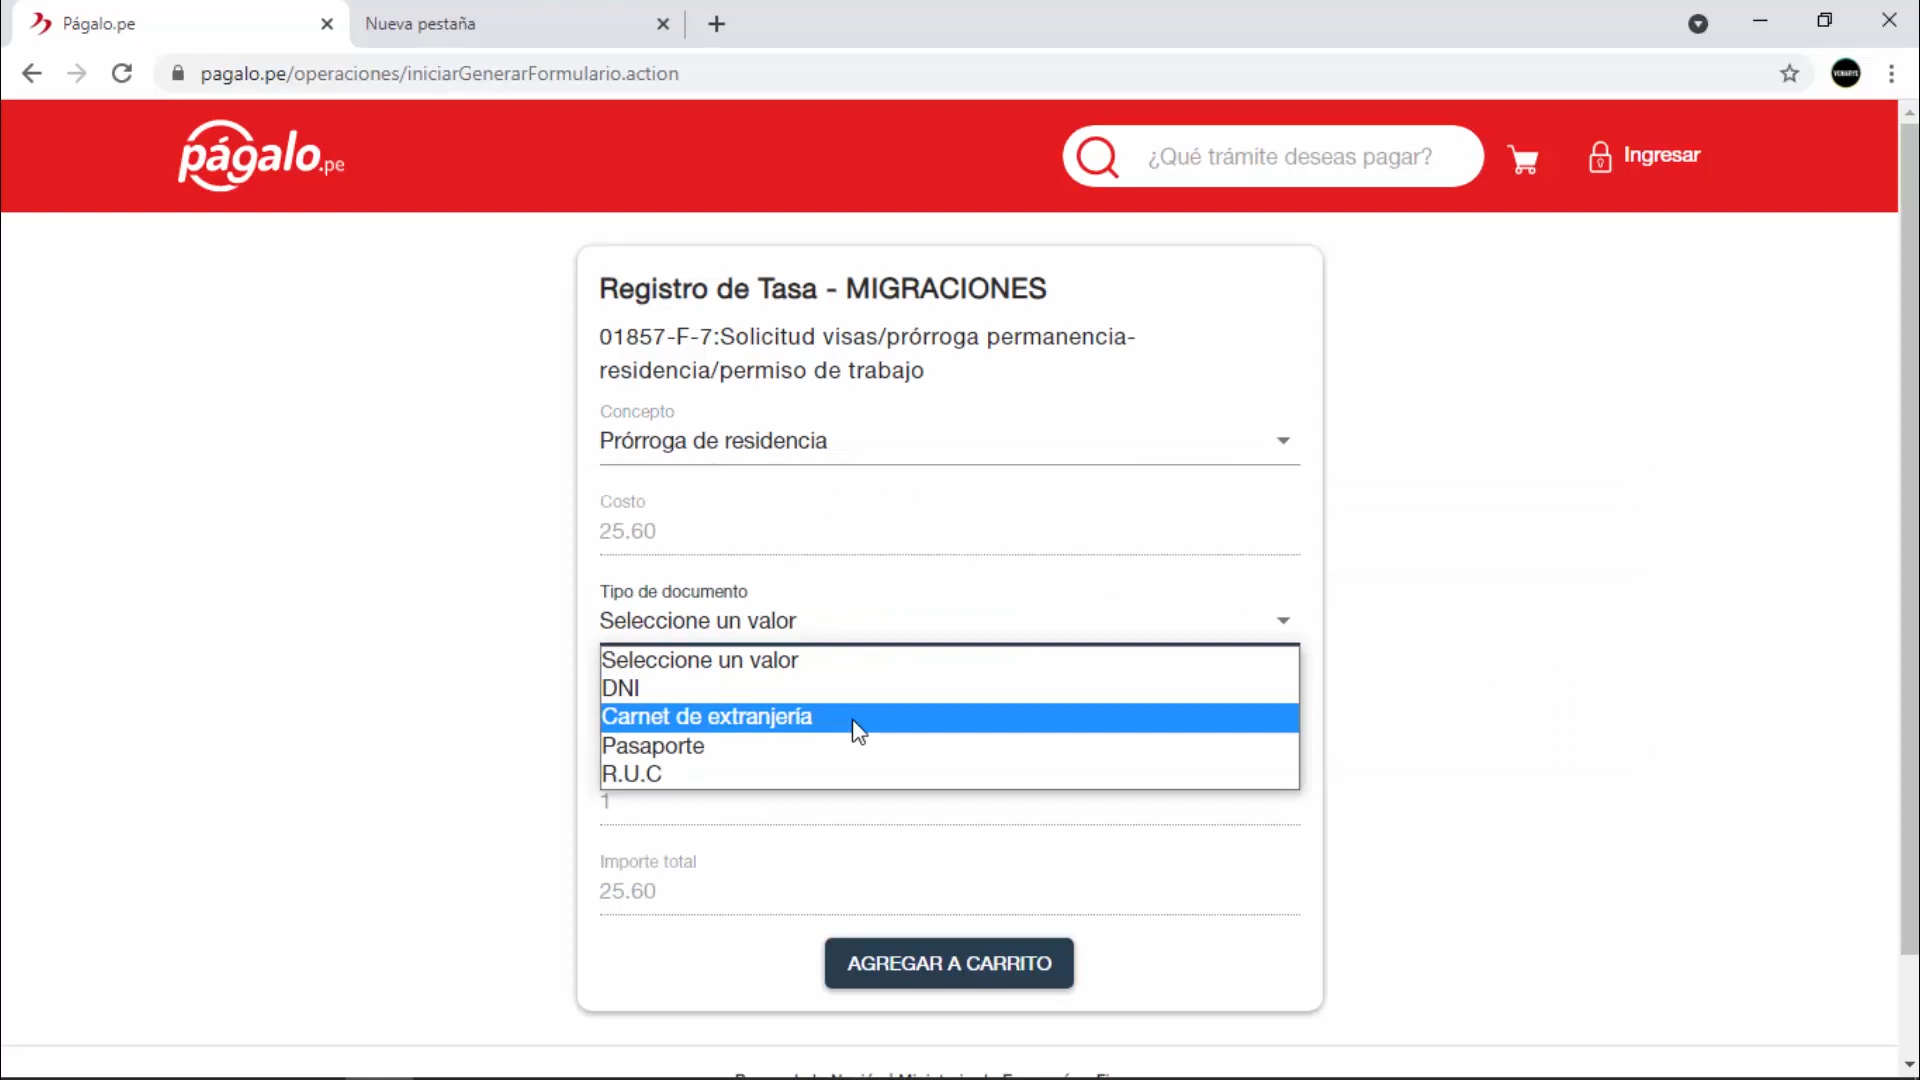 Págalo.pe
Nueva pestaña
pagalo.pe/operaciones/iniciarGenerarFormulario.action
VENARYS
págalo.pe
¿Qué trámite deseas pagar?
Ingresar
Registro de Tasa - MIGRACIONES
01857-F-7:Solicitud visas/prórroga permanencia-
residencia/permiso de trabajo
Concepto
Prórroga de residencia
Costo
25.60
Tipo de documento
Seleccione un valor
Seleccione un valor
DNI
Carnet de extranjería
Pasaporte
R.U.C
1
Importe total
25.60
AGREGAR A CARRITO